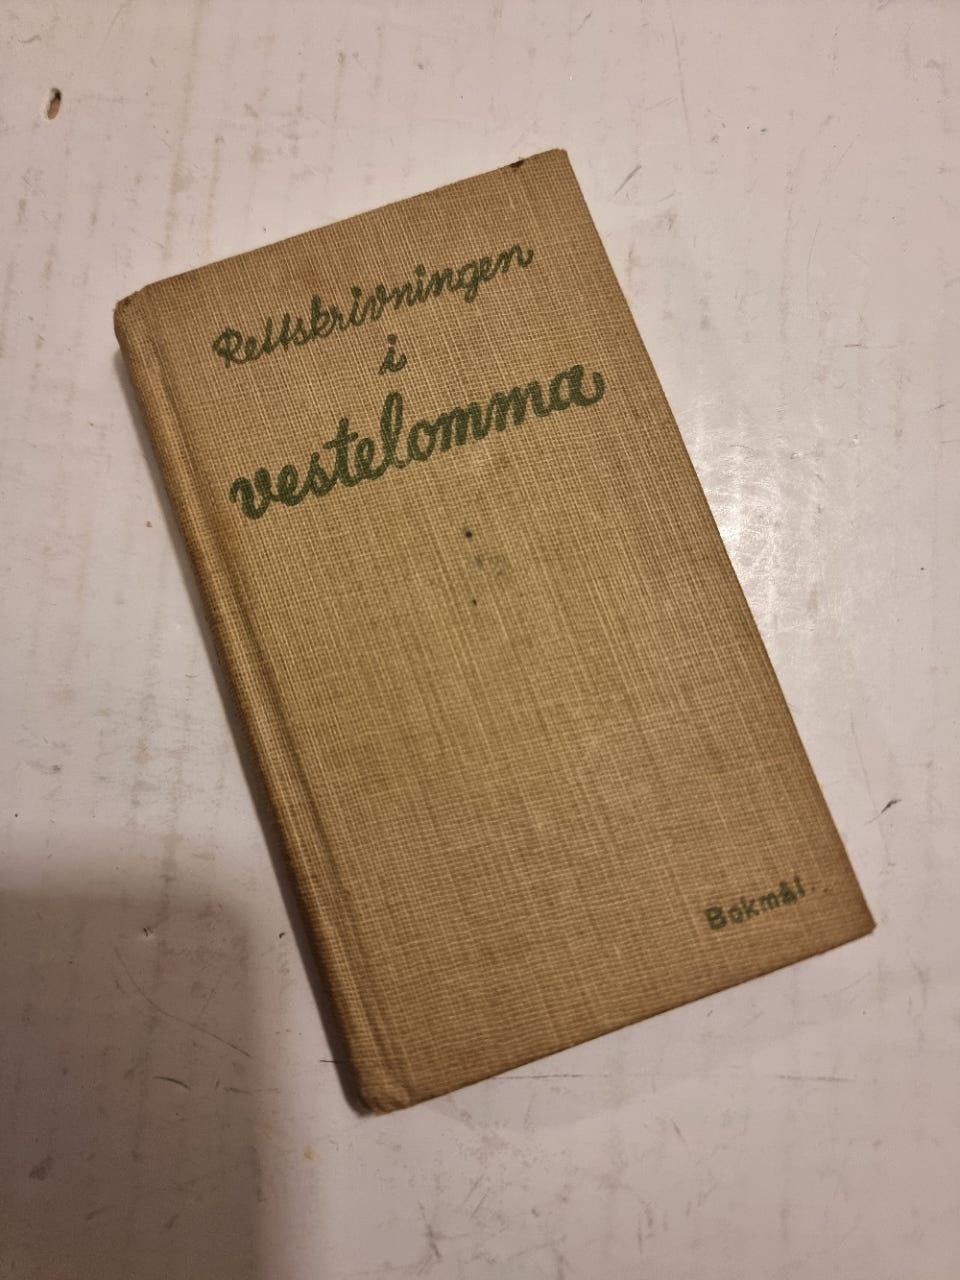 Rettskrivningen
i
vestelomma
Bokmål.